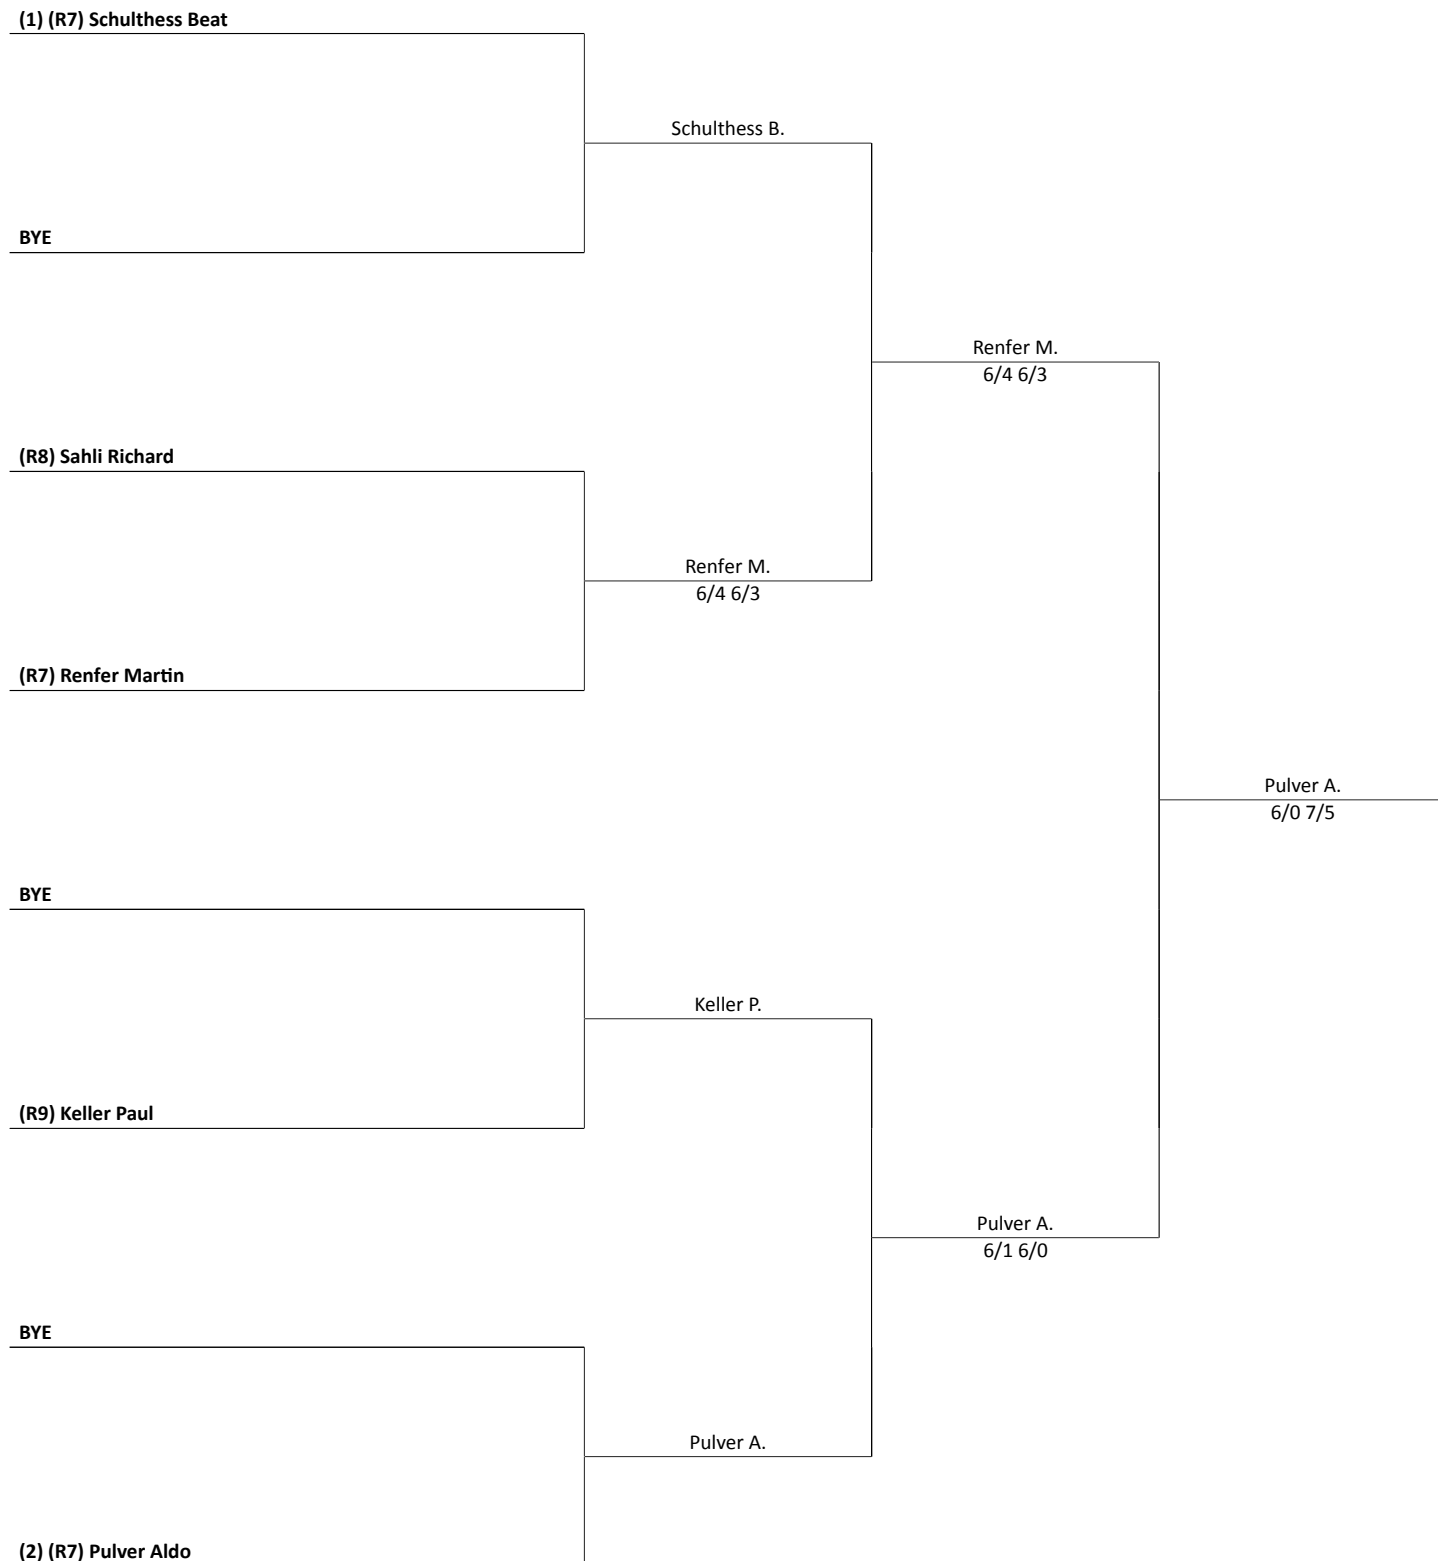 (1) (R7) Schulthess Beat
Schulthess B.
BYE
Renfer M.
6/4 6/3
(R8) Sahli Richard
Renfer M.
6/4 6/3
(R7) Renfer Martin
Pulver A.
6/0 7/5
BYE
Keller P.
(R9) Keller Paul
Pulver A.
6/1 6/0
BYE
Pulver A.
(2) (R7) Pulver Aldo